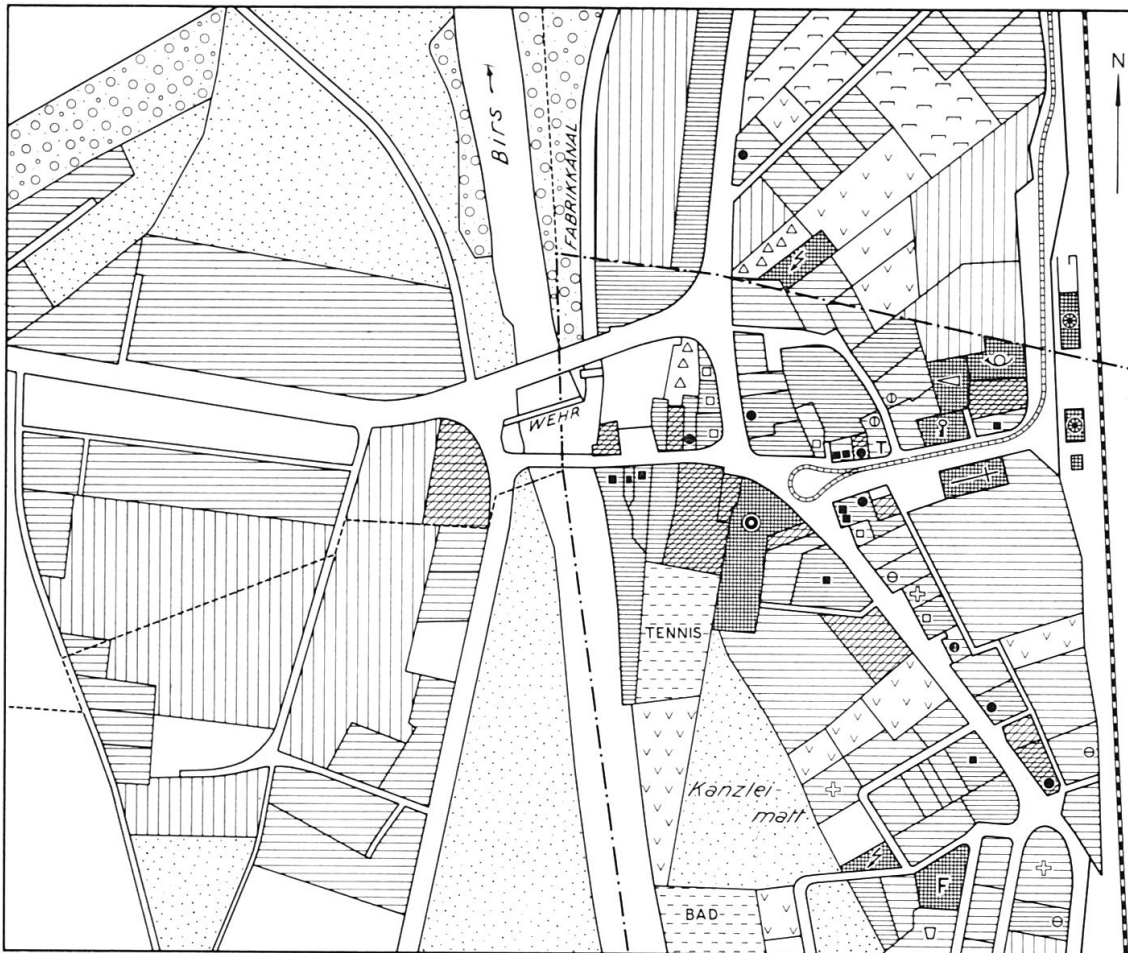 N
Birs
FABRIKKANAL
WEHR
T
TENNIS
Kanzlei-
matt
F
BAD